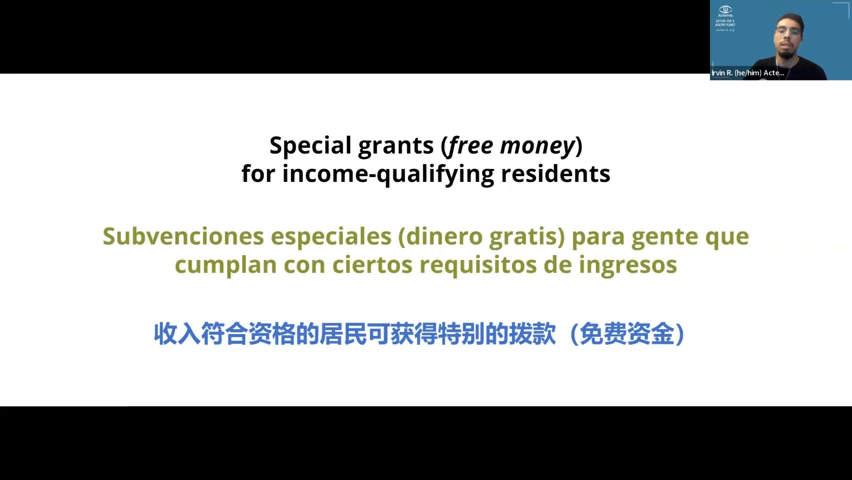 Special grants (free money)
for income-qualifying residents
Subvenciones especiales (dinero gratis) para gente que
cumplan con ciertos requisitos de ingresos
收入符合资格的居民可获得特别的拨款（免费资金）
Irvin R. (he/him) Acte...